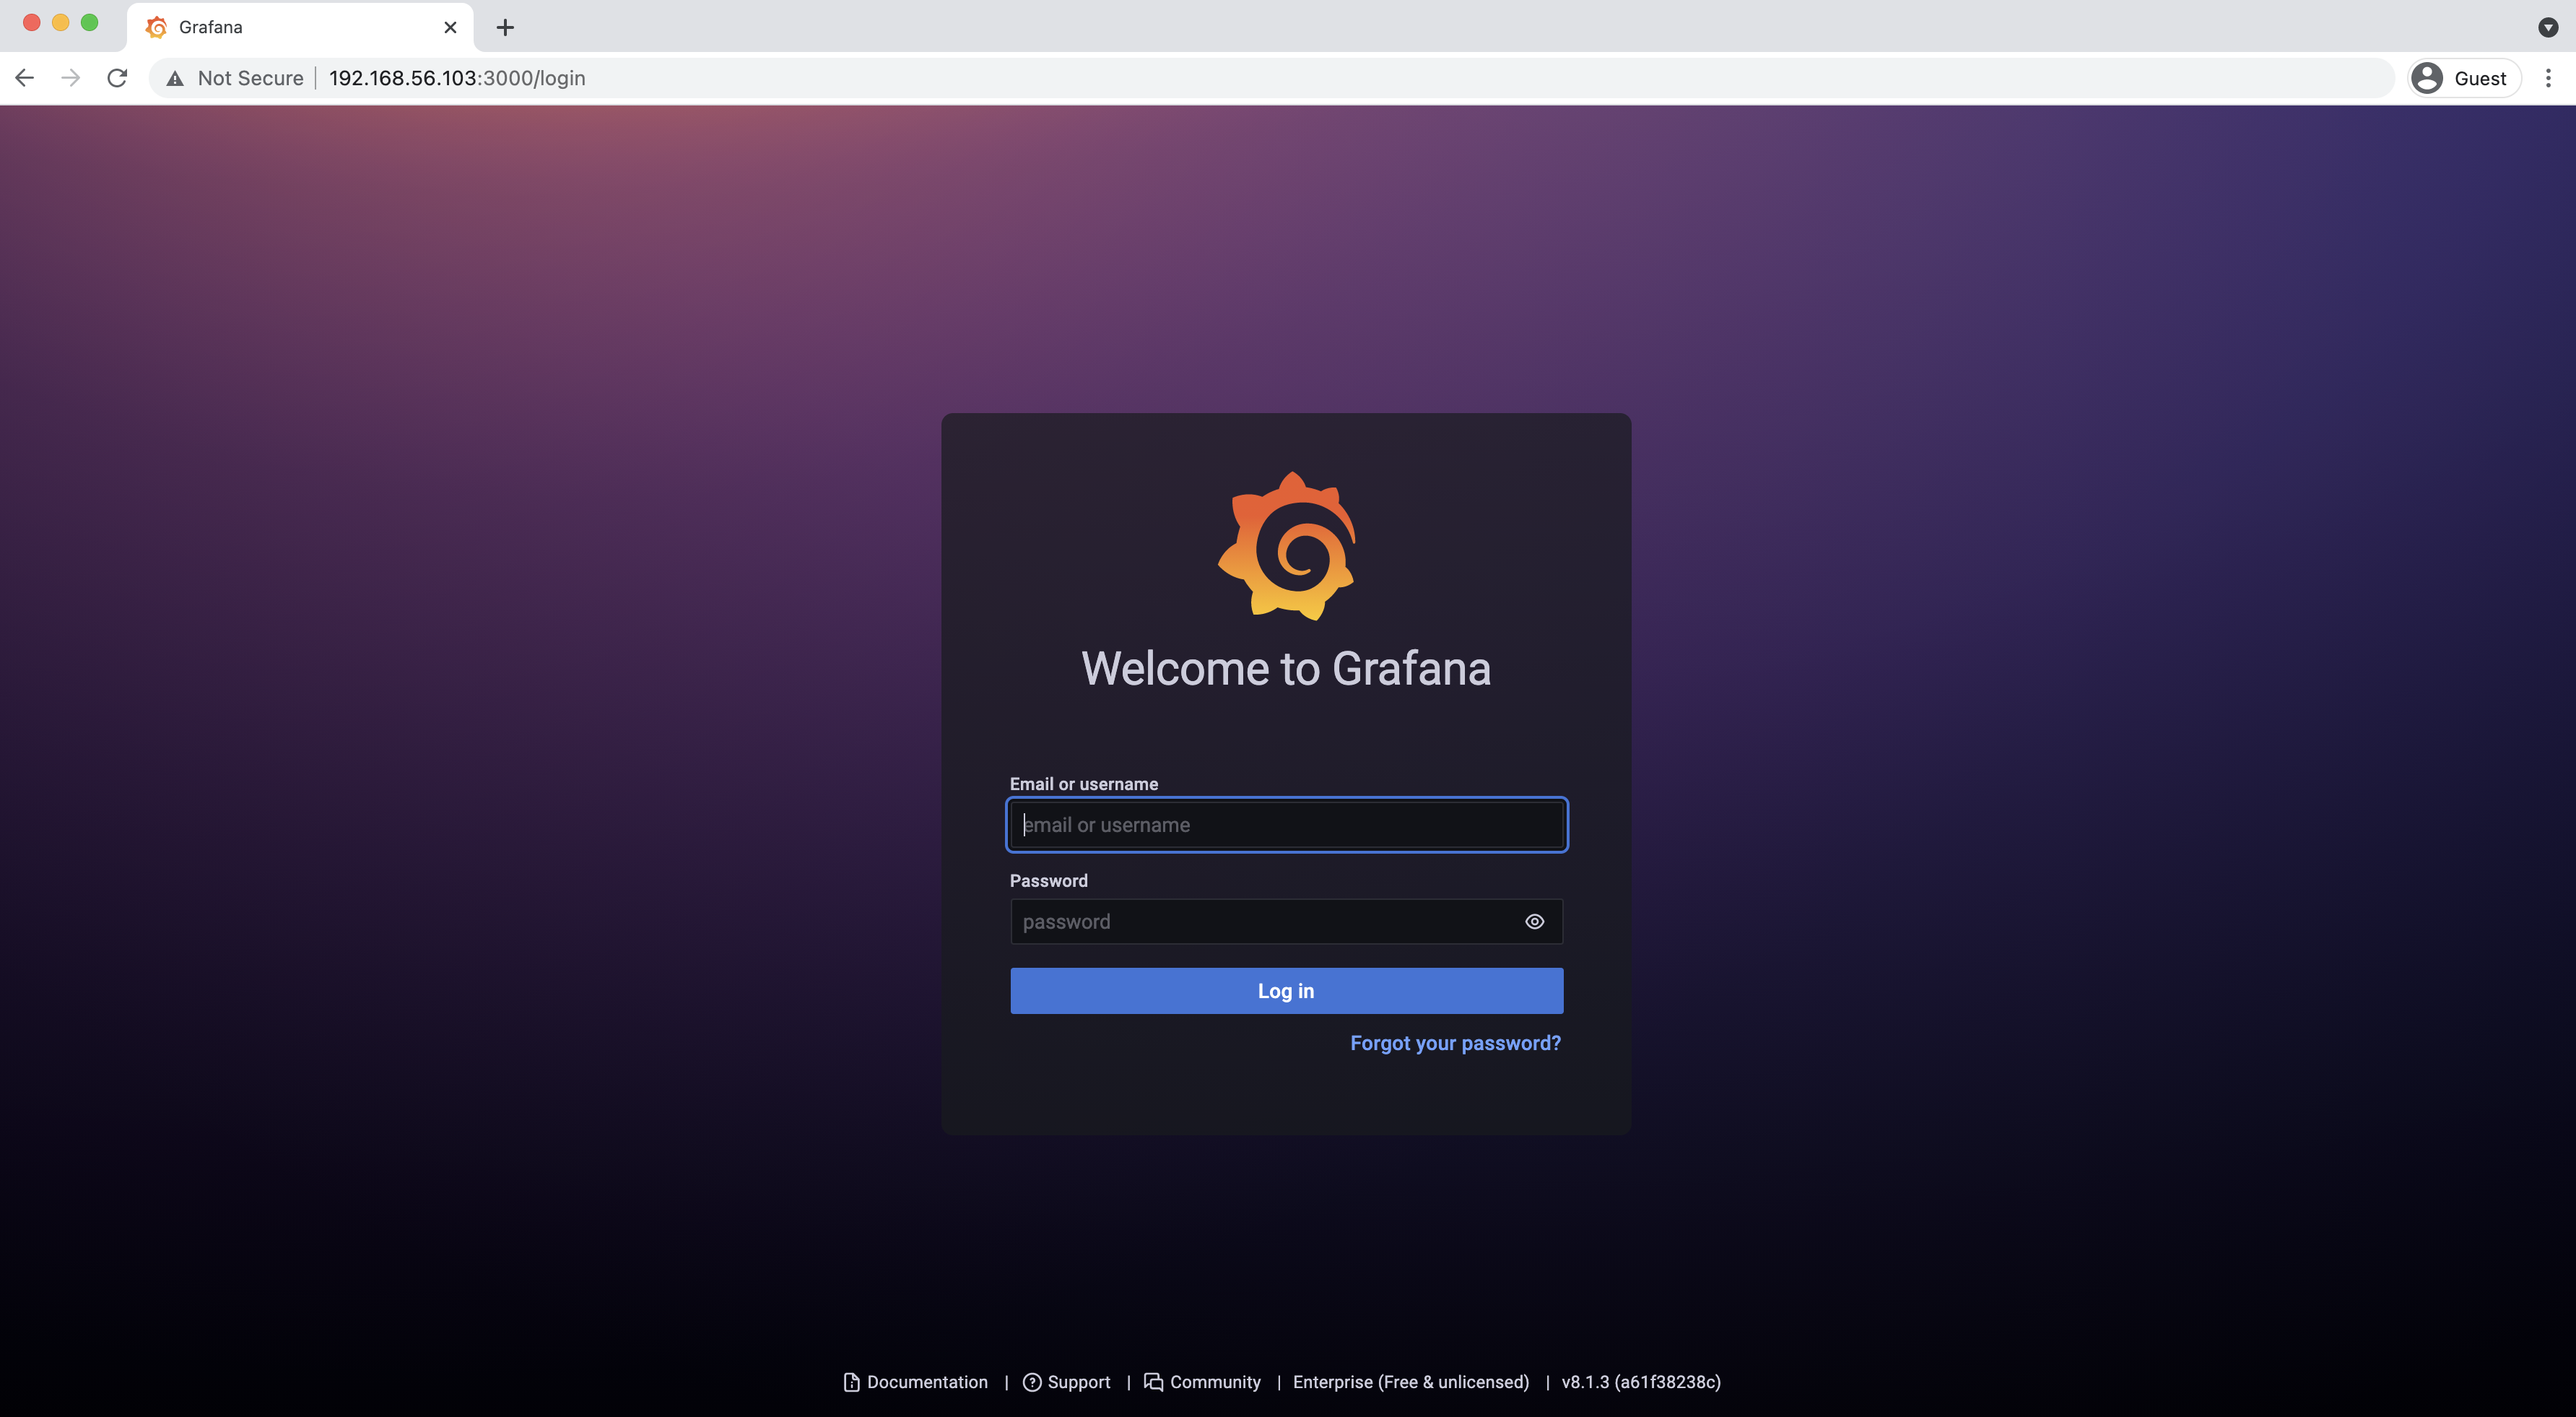 Grafana
Not Secure 192.168.56.103:3000/login Guest
Welcome to Grafana
Email or username
email or username
Password
password
Log in
Forgot your password?
Documentation | Support | Community | Enterprise (Free & unlicensed) | v8.1.3 (a61f38238c)